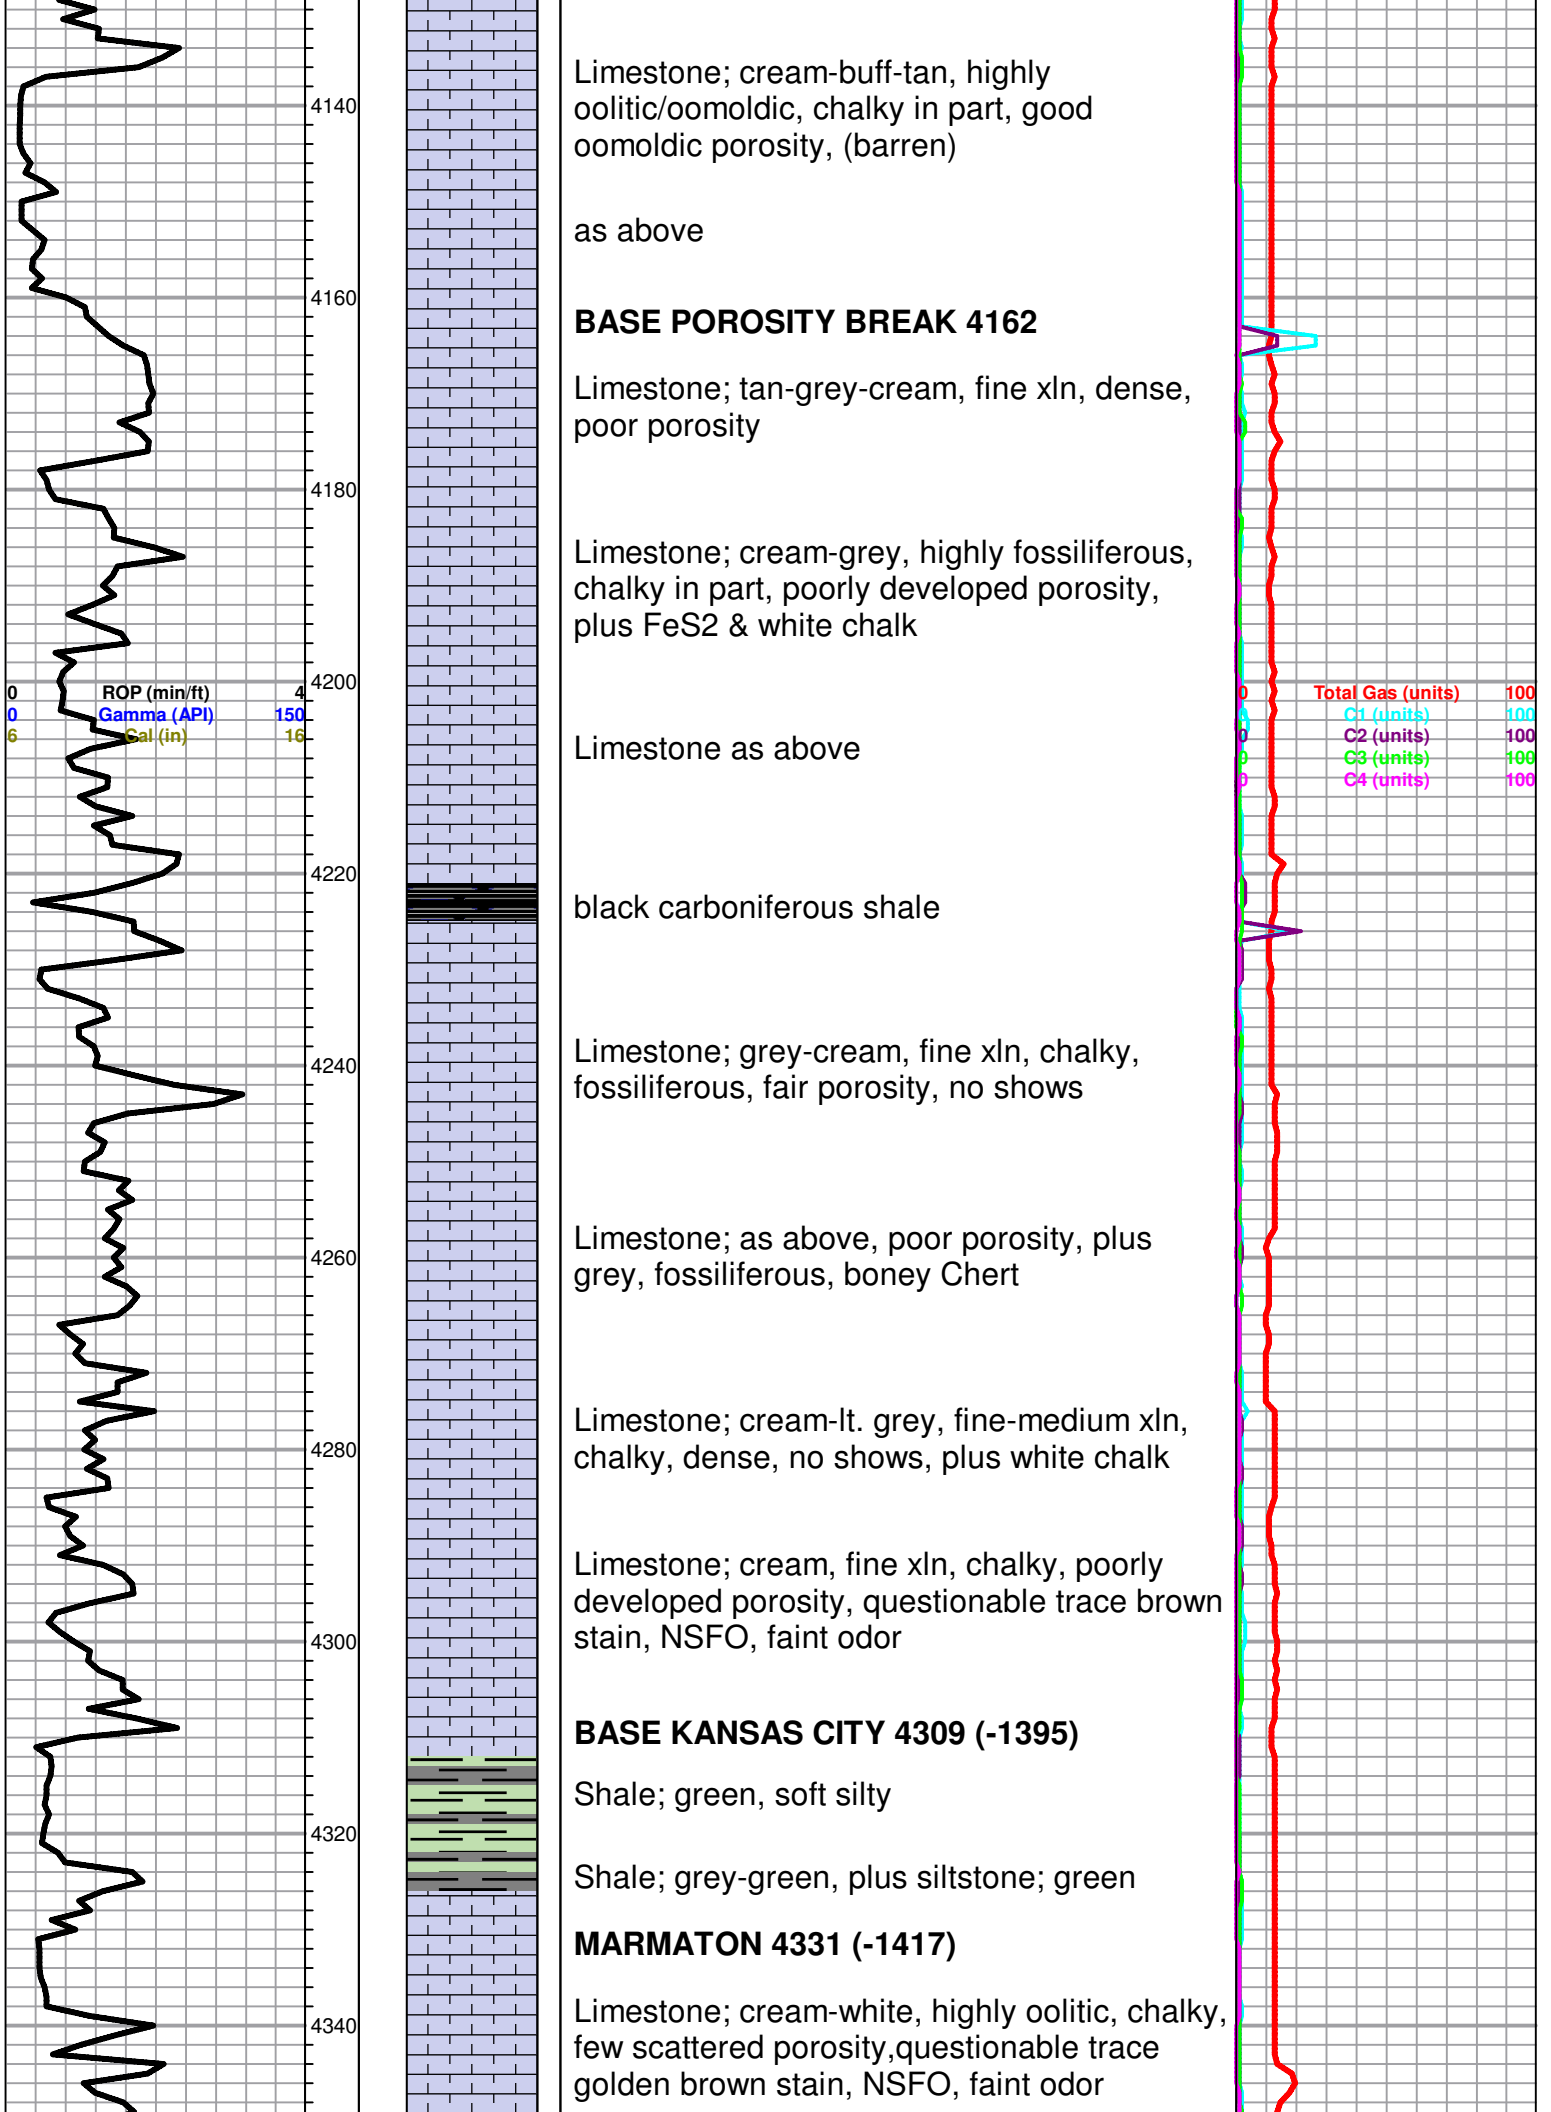 Limestone; cream-buff-tan, highly
oolitic/oomoldic, chalky in part, good
oomoldic porosity, (barren)
4140
as above
4160
BASE POROSITY BREAK 4162
Limestone; tan-grey-cream, fine xln, dense,
poor porosity
4180
Limestone; cream-grey, highly fossiliferous,
chalky in part, poorly developed porosity,
plus FeS2 & white chalk
4200
0 ROP (min/ft) 4
0 Gamma (API) 150
6 Cal (in) 16
0 Total Gas (units) 100
0 C1 (units) 100
0 C2 (units) 100
0 C3 (units) 100
0 C4 (units) 100
Limestone as above
4220
black carboniferous shale
4240
Limestone; grey-cream, fine xln, chalky,
fossiliferous, fair porosity, no shows
4260
Limestone; as above, poor porosity, plus
grey, fossiliferous, boney Chert
4280
Limestone; cream-lt. grey, fine-medium xln,
chalky, dense, no shows, plus white chalk
Limestone; cream, fine xln, chalky, poorly
developed porosity, questionable trace brown
stain, NSFO, faint odor
4300
BASE KANSAS CITY 4309 (-1395)
Shale; green, soft silty
4320
Shale; grey-green, plus siltstone; green
MARMATON 4331 (-1417)
4340
Limestone; cream-white, highly oolitic, chalky,
few scattered porosity,questionable trace
golden brown stain, NSFO, faint odor